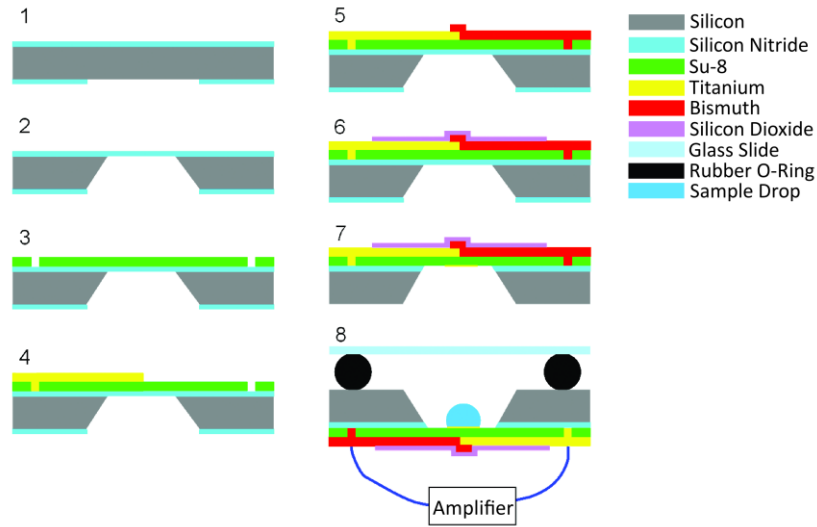 1
2
3
4
5
6
7
8
Amplifier
Silicon
Silicon Nitride
Su-8
Titanium
Bismuth
Silicon Dioxide
Glass Slide
Rubber O-Ring
Sample Drop